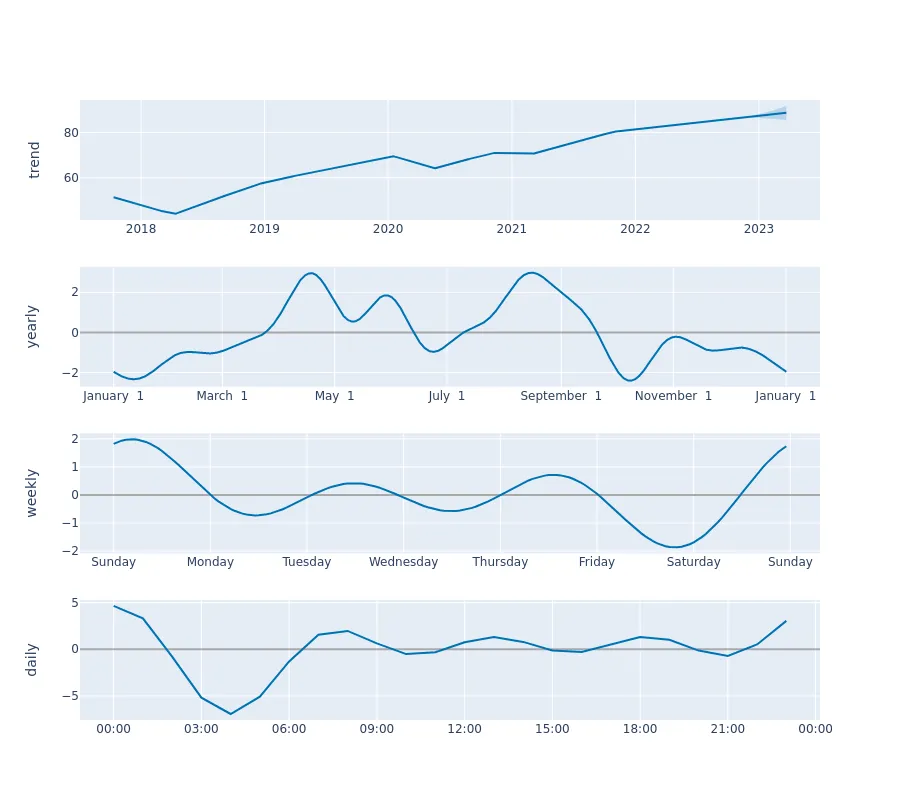 trend
80
60
2018 2019 2020 2021 2022 2023
yearly
2
0
−2
January 1 March 1 May 1 July 1 September 1 November 1 January 1
weekly
2
1
0
−1
−2
Sunday Monday Tuesday Wednesday Thursday Friday Saturday Sunday
daily
5
0
−5
00:00 03:00 06:00 09:00 12:00 15:00 18:00 21:00 00:00